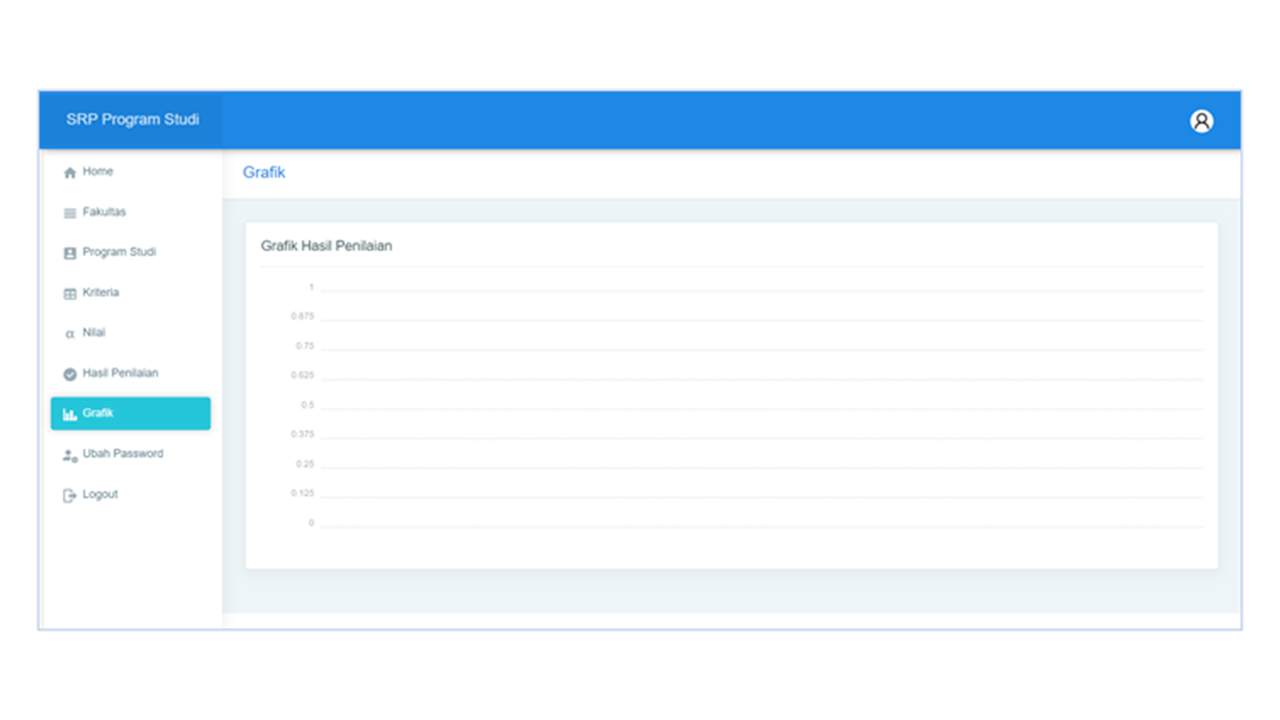 SRP Program Studi
Home
Fakultas
Program Studi
Kriteria
α Nilai
Hasil Penilaian
Grafik
Ubah Password
Logout
Grafik
Grafik Hasil Penilaian
1
0.875
0.75
0.625
0.5
0.375
0.25
0.125
0